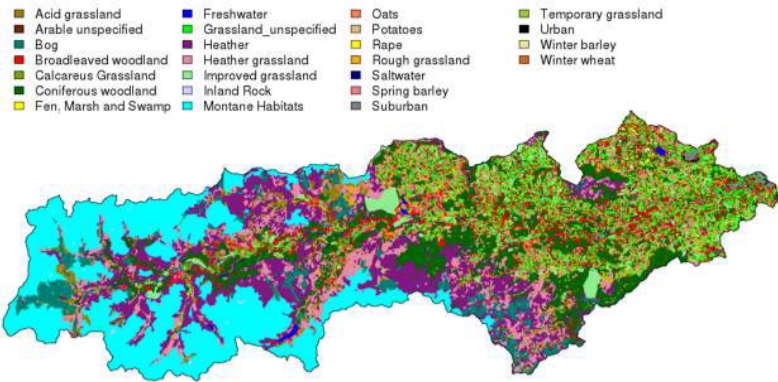 Acid grassland
Arable unspecified
Bog
Broadleaved woodland
Calcareus Grassland
Coniferous woodland
Fen, Marsh and Swamp
Freshwater
Grassland_unspecified
Heather
Heather grassland
Improved grassland
Inland Rock
Montane Habitats
Oats
Potatoes
Rape
Rough grassland
Saltwater
Spring barley
Suburban
Temporary grassland
Urban
Winter barley
Winter wheat